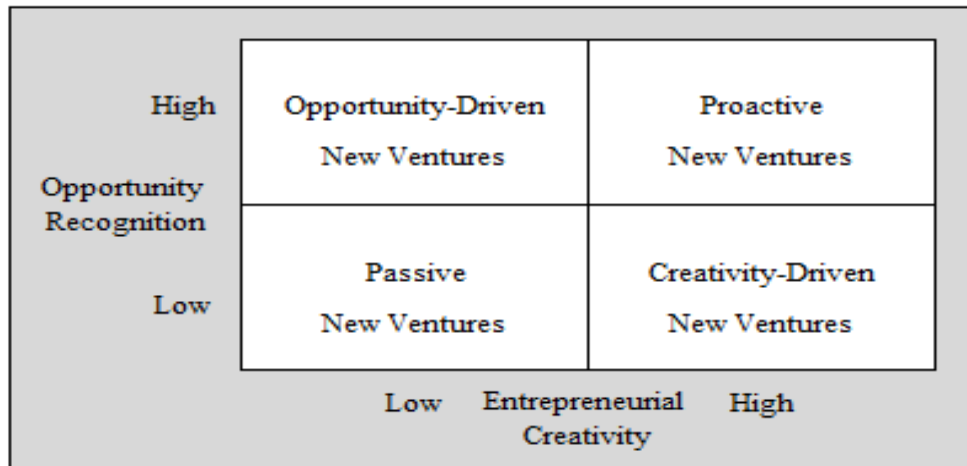 High
Opportunity-Driven
New Ventures
Proactive
New Ventures
Opportunity
Recognition
Low
Passive
New Ventures
Creativity-Driven
New Ventures
Low
Entrepreneurial
Creativity
High